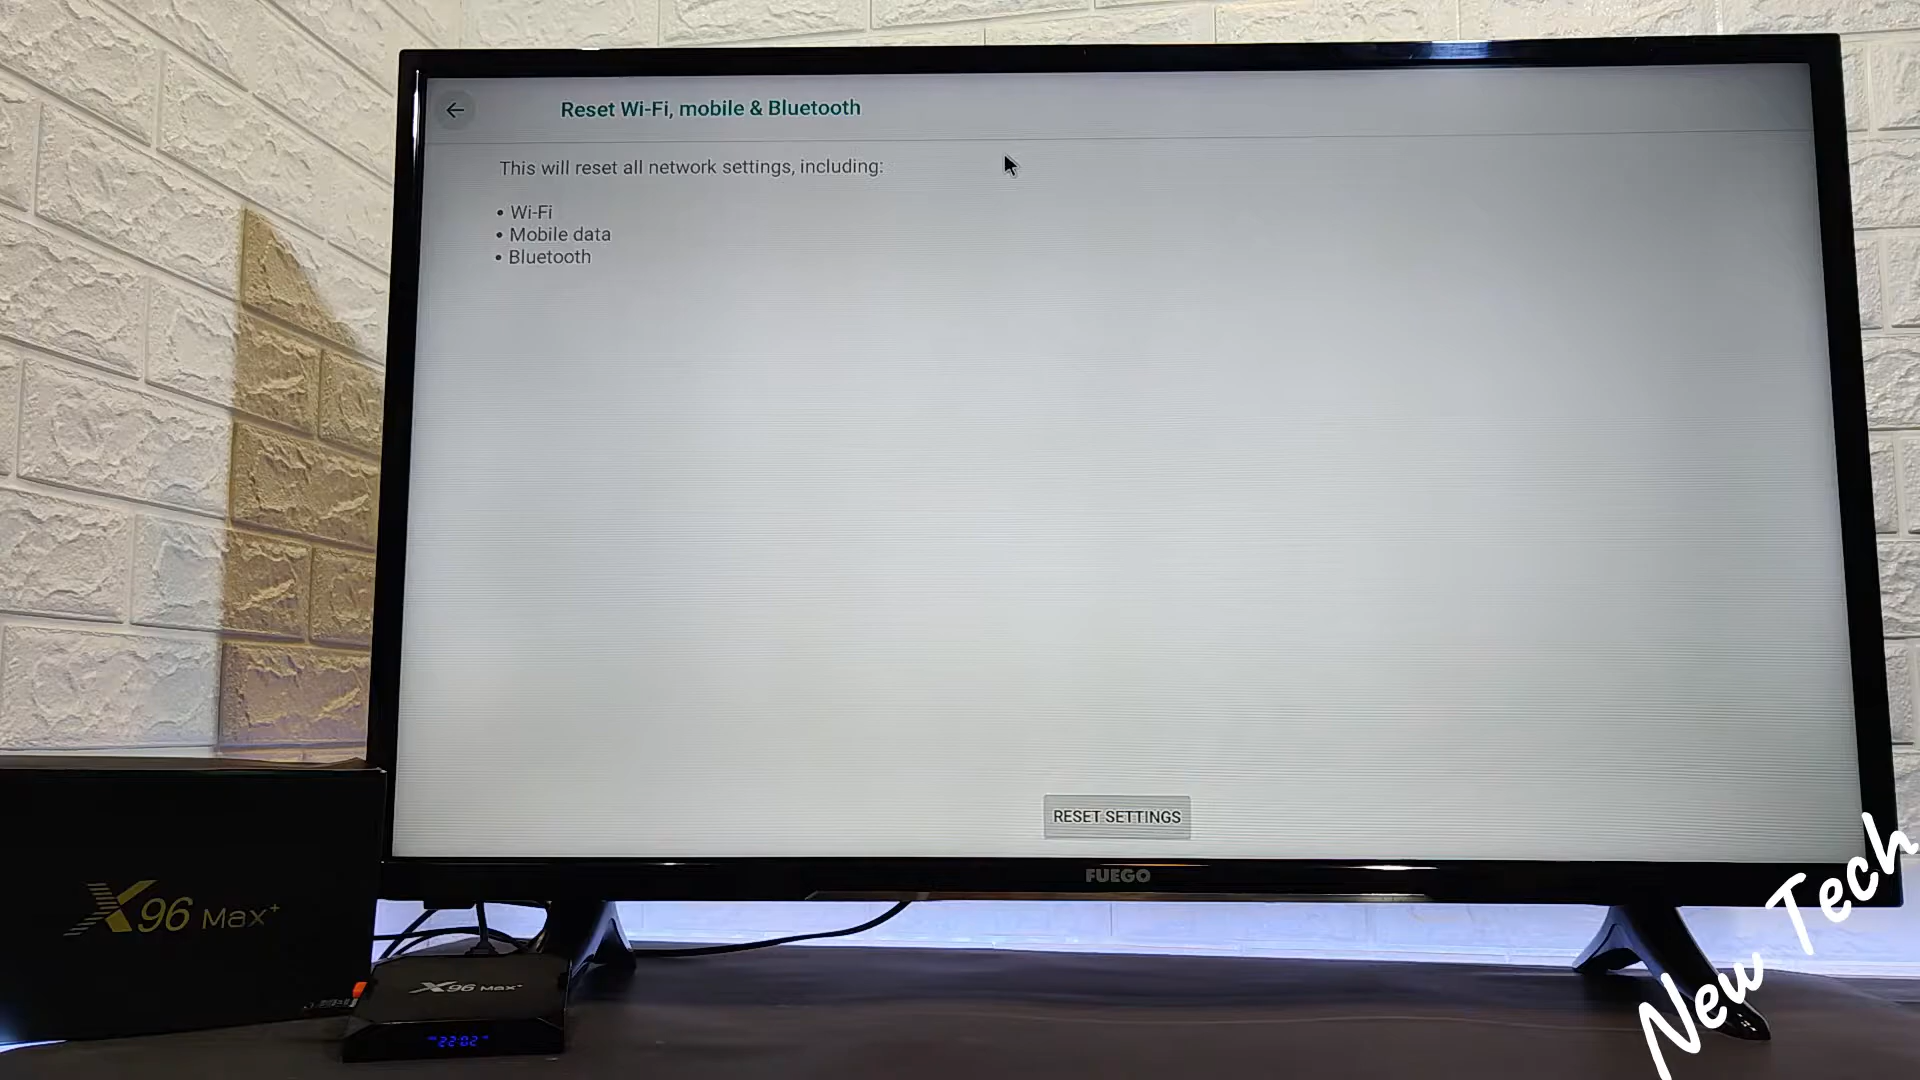 Reset Wi-Fi, mobile & Bluetooth
This will reset all network settings, including:
• Wi-Fi
• Mobile data
• Bluetooth
RESET SETTINGS
FUEGO
X96 Max+
X96 Max+
22:02
New Tech